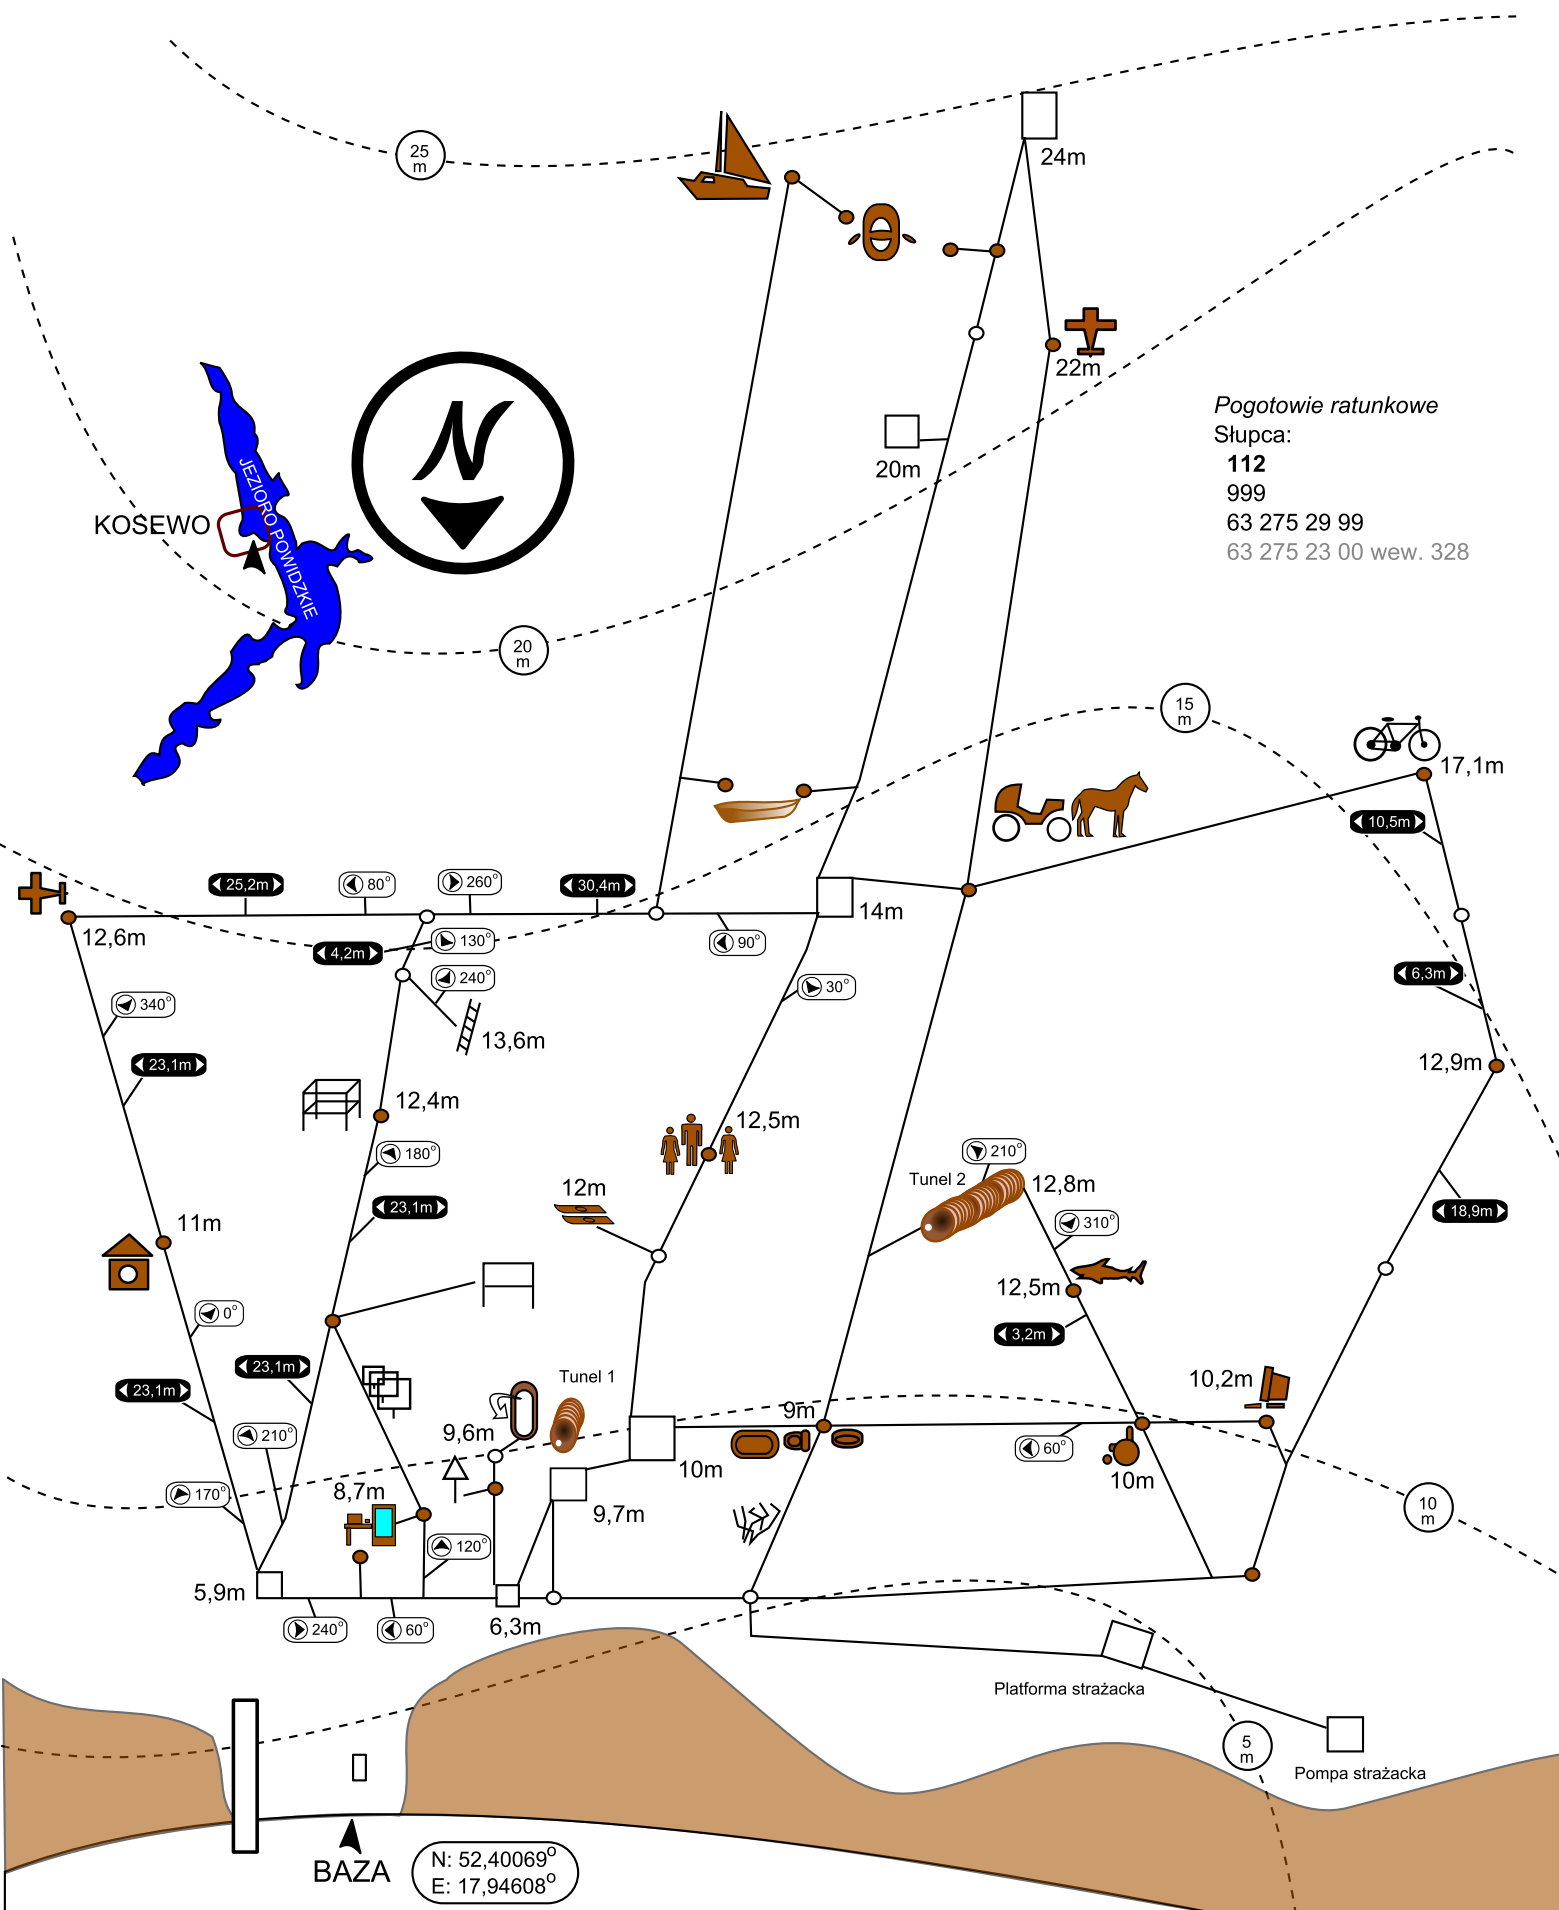 25
m
24m
22m
20m
Pogotowie ratunkowe
Słupca:
112
999
63 275 29 99
63 275 23 00 wew. 328
N
KOSEWO
JEZIORO POWIDZKIE
20
m
15
m
17,1m
10,5m
25,2m
80°
260°
30,4m
12,6m
14m
4,2m
130°
90°
240°
30°
6,3m
340°
13,6m
23,1m
12,9m
12,4m
12,5m
180°
210°
Tunel 2
12,8m
12m
23,1m
18,9m
11m
310°
12,5m
0°
3,2m
23,1m
Tunel 1
10,2m
23,1m
9m
210°
9,6m
60°
10m
10m
170°
8,7m
9,7m
10
m
120°
5,9m
6,3m
240°
60°
Platforma strażacka
5
m
Pompa strażacka
BAZA
N: 52,40069°
E: 17,94608°